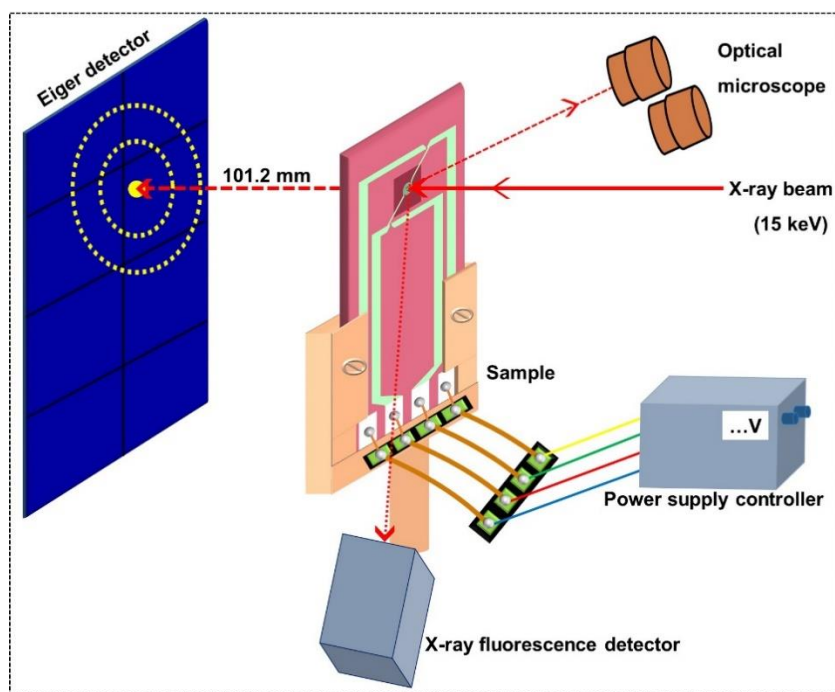 Eiger detector
Optical
microscope
101.2 mm
X-ray beam
(15 keV)
Sample
...V
Power supply controller
X-ray fluorescence detector